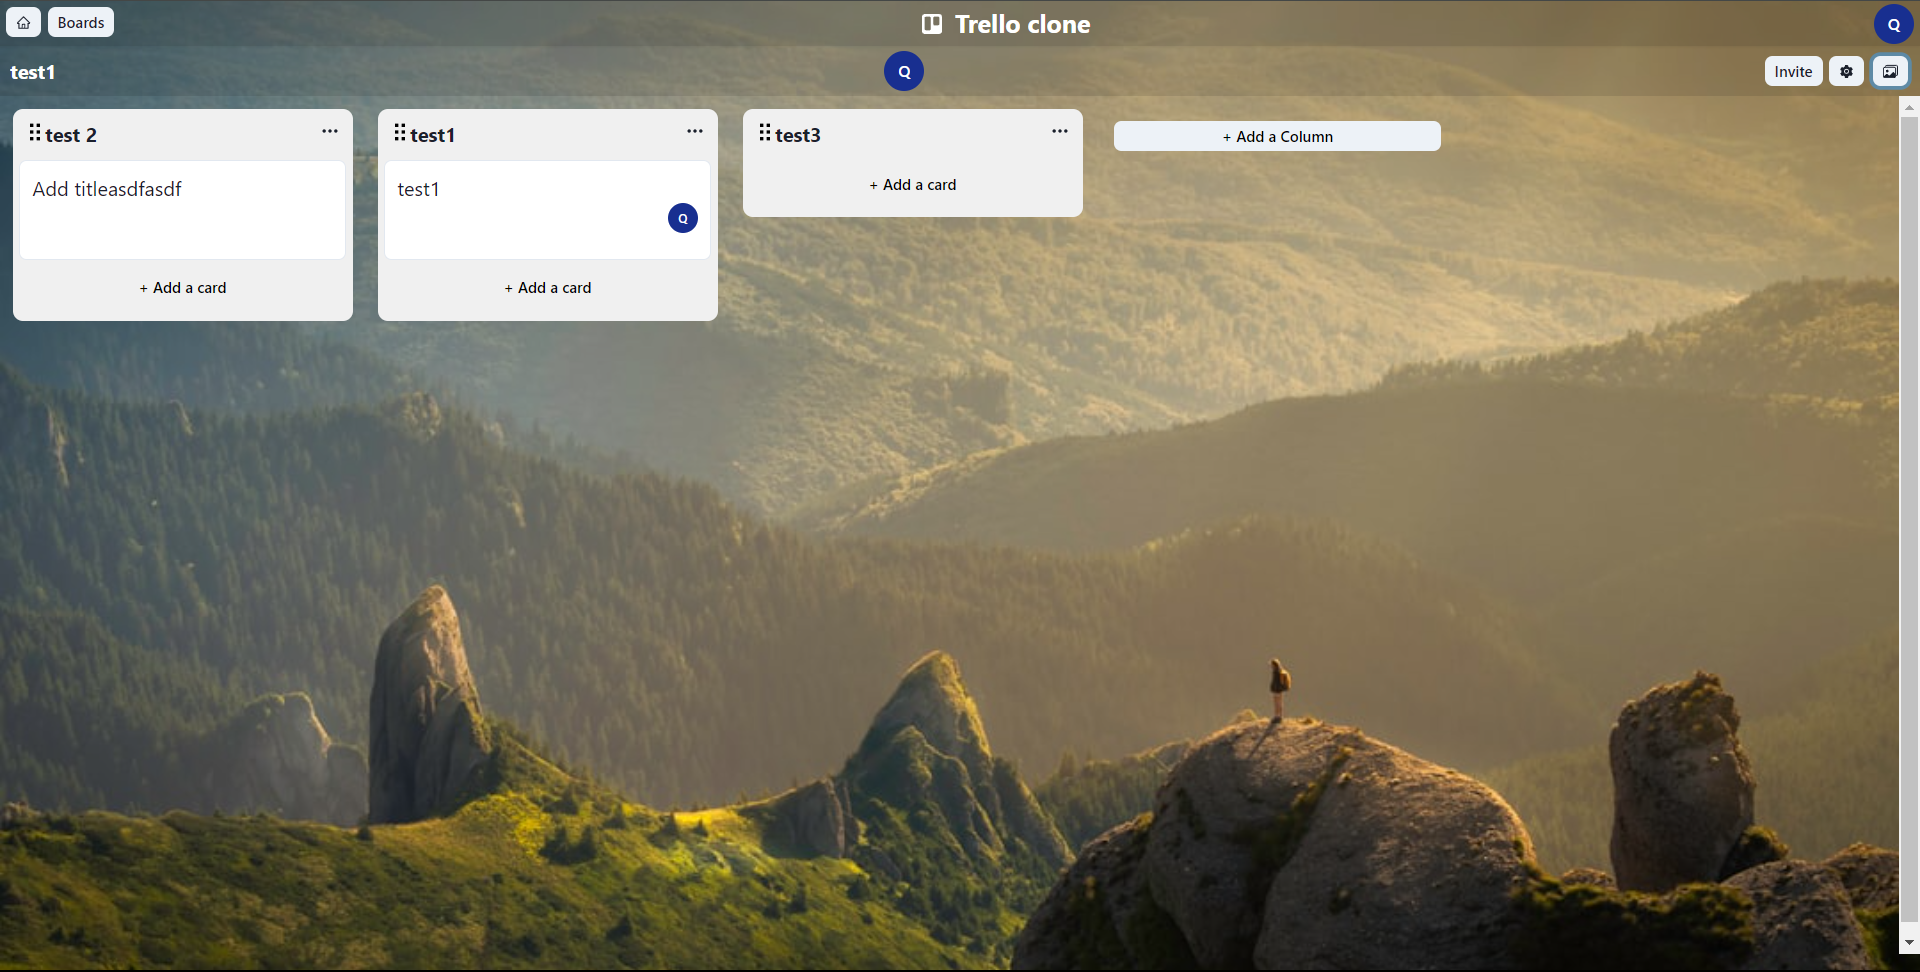 Boards
Trello clone
Q
test1
Q
Invite
test 2
test1
test3
+ Add a Column
Add titleasdfasdf
test1
Q
+ Add a card
+ Add a card
+ Add a card